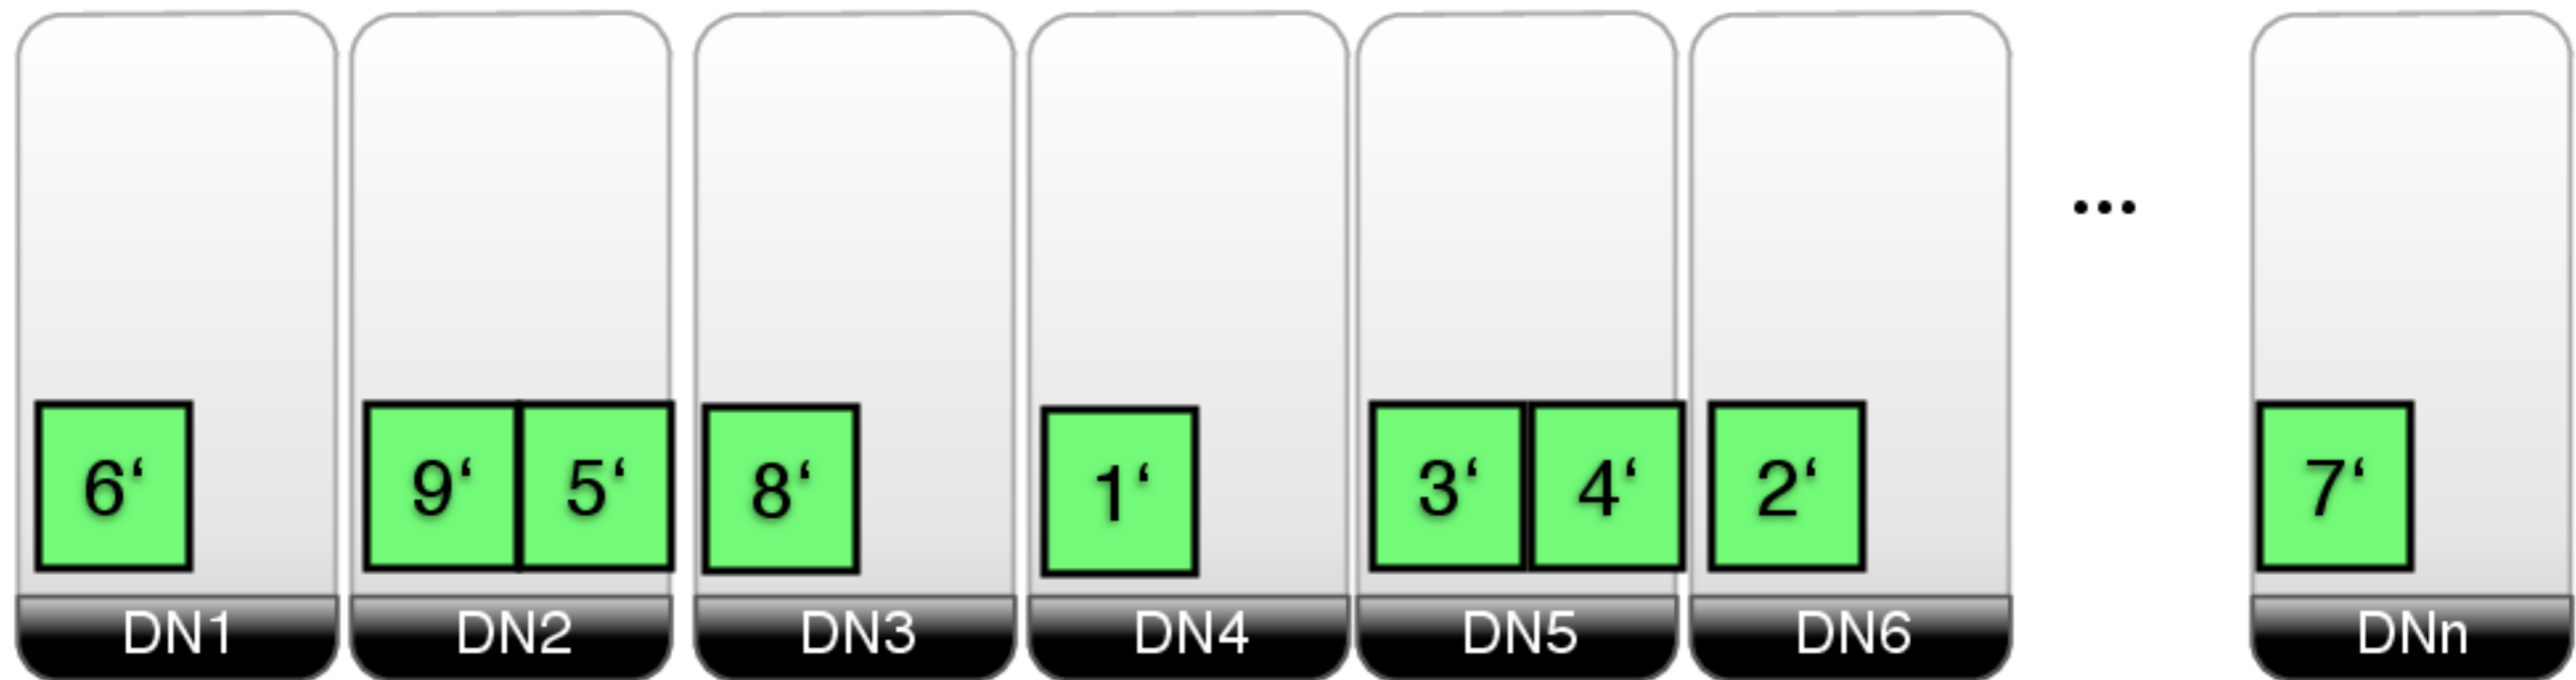 ...
6‘ 9‘ 5‘ 8‘ 1‘ 3‘ 4‘ 2‘ 7‘
DN1 DN2 DN3 DN4 DN5 DN6 DNn